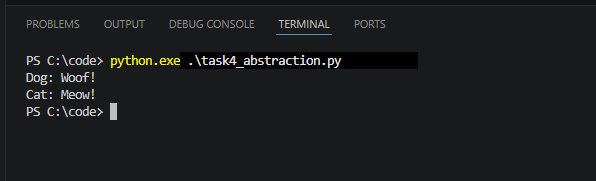 PROBLEMS OUTPUT DEBUG CONSOLE TERMINAL PORTS
PS C:\code> python.exe .\task4_abstraction.py
Dog: Woof!
Cat: Meow!
PS C:\code>